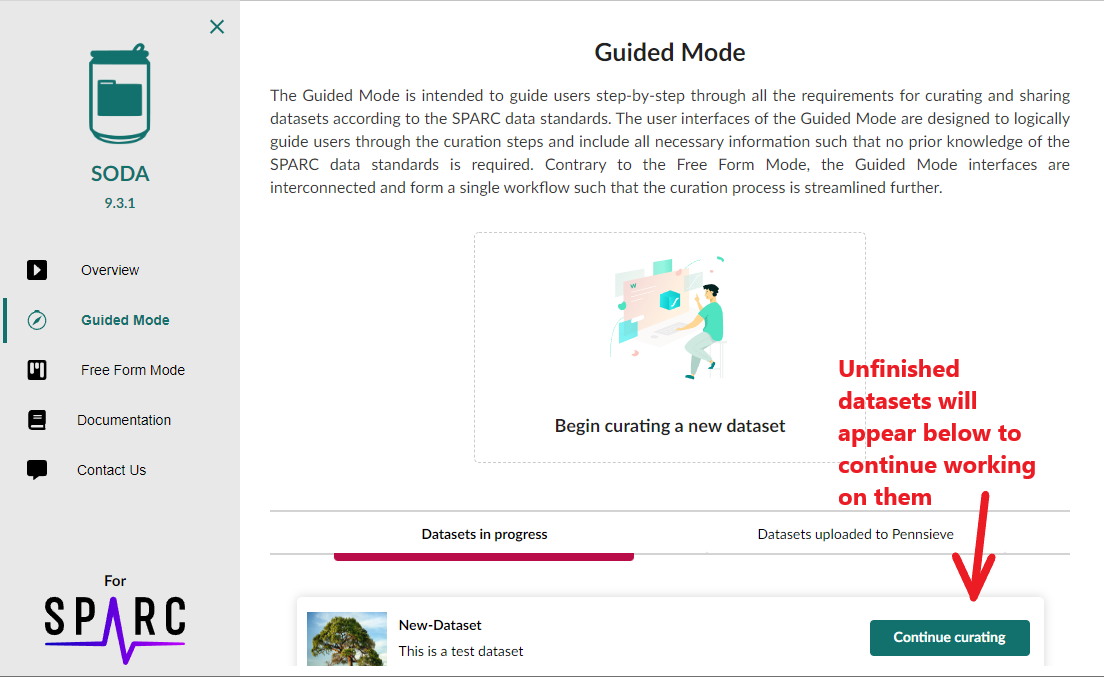 SODA
9.3.1
Overview
Guided Mode
Free Form Mode
Documentation
Contact Us
For
SPARC
Guided Mode
The Guided Mode is intended to guide users step-by-step through all the requirements for curating and sharing
datasets according to the SPARC data standards. The user interfaces of the Guided Mode are designed to logically
guide users through the curation steps and include all necessary information such that no prior knowledge of the
SPARC data standards is required. Contrary to the Free Form Mode, the Guided Mode interfaces are
interconnected and form a single workflow such that the curation process is streamlined further.
Begin curating a new dataset
Unfinished
datasets will
appear below to
continue working
on them
Datasets in progress
Datasets uploaded to Pennsieve
New-Dataset
This is a test dataset
Continue curating